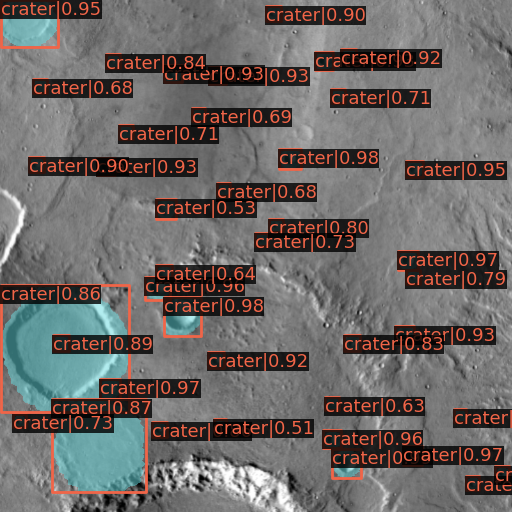 crater|0.95
crater|0.90
crater|0.92
crater|0.84
crater|0.93
0.93
crater|0.68
crater|0.71
crater|0.69
crater|0.71
crater|0.98
crater|0.90
0.93
crater|0.95
crater|0.68
crater|0.53
crater|0.80
crater|0.73
crater|0.97
crater|0.64
crater|0.79
crater|0.96
crater|0.86
crater|0.98
crater|0.93
crater|0.89
crater|0.83
crater|0.92
crater|0.97
crater|0.87
crater|0.63
crater|0.73
crater|
crater|0.51
crater|
crater|0.96
crater|0.97
crater|0